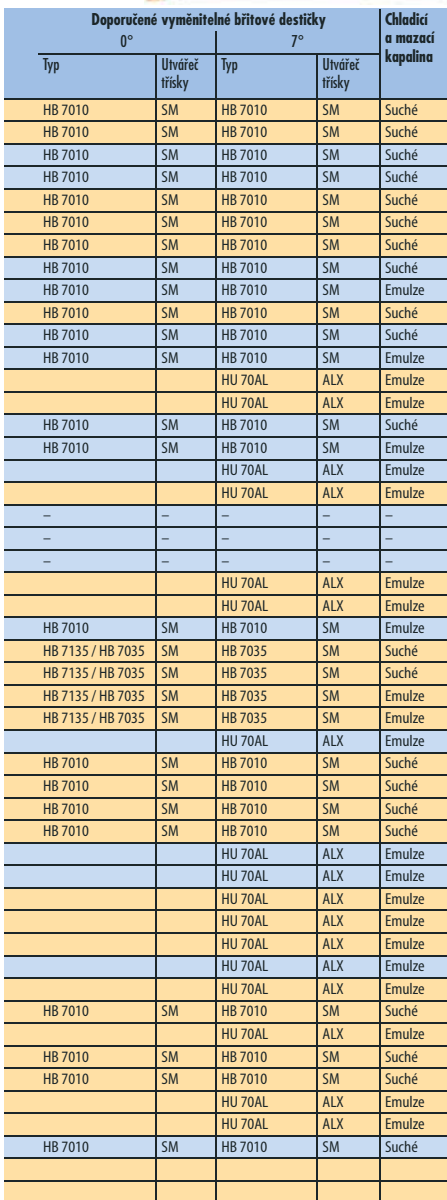 Doporučené vyměnitelné břitové destičky Chladicí
a mazací
kapalina
0° 7°
Typ Utvářeč třísky Typ Utvářeč třísky
HB 7010 SM HB 7010 SM Suché
HB 7010 SM HB 7010 SM Suché
HB 7010 SM HB 7010 SM Suché
HB 7010 SM HB 7010 SM Suché
HB 7010 SM HB 7010 SM Suché
HB 7010 SM HB 7010 SM Suché
HB 7010 SM HB 7010 SM Suché
HB 7010 SM HB 7010 SM Suché
HB 7010 SM HB 7010 SM Emulze
HB 7010 SM HB 7010 SM Suché
HB 7010 SM HB 7010 SM Suché
HB 7010 SM HB 7010 SM Emulze
HU 70AL ALX Emulze
HU 70AL ALX Emulze
HB 7010 SM HB 7010 SM Suché
HB 7010 SM HB 7010 SM Emulze
HU 70AL ALX Emulze
HU 70AL ALX Emulze
– – – – –
– – – – –
– – – – –
HU 70AL ALX Emulze
HU 70AL ALX Emulze
HB 7010 SM HB 7010 SM Emulze
HB 7135 / HB 7035 SM HB 7035 SM Suché
HB 7135 / HB 7035 SM HB 7035 SM Suché
HB 7135 / HB 7035 SM HB 7035 SM Emulze
HB 7135 / HB 7035 SM HB 7035 SM Emulze
HU 70AL ALX Emulze
HB 7010 SM HB 7010 SM Suché
HB 7010 SM HB 7010 SM Suché
HB 7010 SM HB 7010 SM Suché
HB 7010 SM HB 7010 SM Suché
HU 70AL ALX Emulze
HU 70AL ALX Emulze
HU 70AL ALX Emulze
HU 70AL ALX Emulze
HU 70AL ALX Emulze
HU 70AL ALX Emulze
HU 70AL ALX Emulze
HB 7010 SM HB 7010 SM Suché
HU 70AL ALX Emulze
HB 7010 SM HB 7010 SM Suché
HB 7010 SM HB 7010 SM Suché
HU 70AL ALX Emulze
HU 70AL ALX Emulze
HB 7010 SM HB 7010 SM Suché